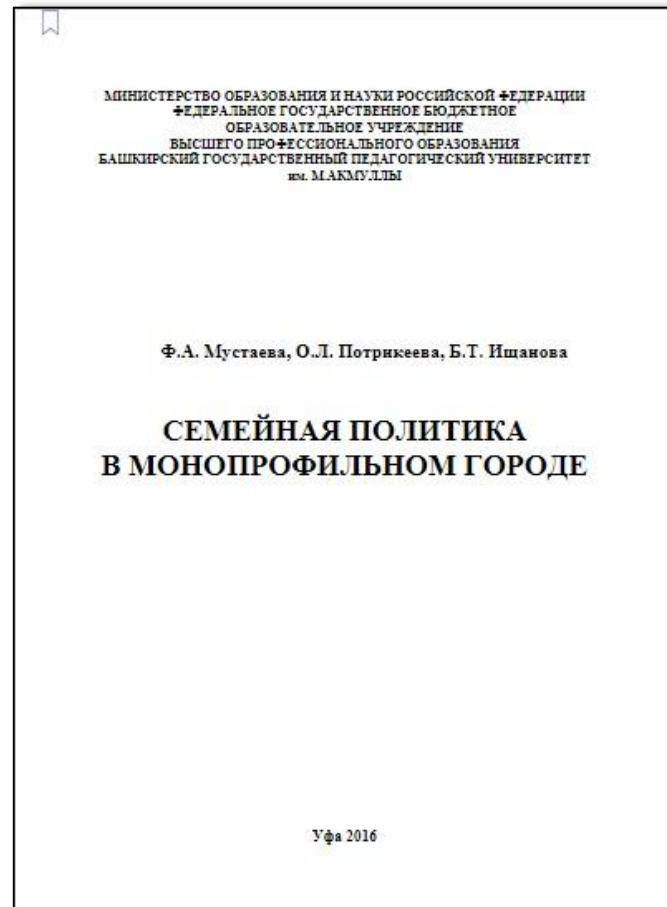 МИНИСТЕРСТВО ОБРАЗОВАНИЯ И НАУКИ РОССИЙСКОЙ ФЕДЕРАЦИИ
ФЕДЕРАЛЬНОЕ ГОСУДАРСТВЕННОЕ БЮДЖЕТНОЕ
ОБРАЗОВАТЕЛЬНОЕ УЧРЕЖДЕНИЕ
ВЫСШЕГО ПРОФЕССИОНАЛЬНОГО ОБРАЗОВАНИЯ
БАШКИРСКИЙ ГОСУДАРСТВЕННЫЙ ПЕДАГОГИЧЕСКИЙ УНИВЕРСИТЕТ
им. М.АКМУЛЛЫ
Ф.А. Мустаева, О.Л. Потрикеева, Б.Т. Ищанова
СЕМЕЙНАЯ ПОЛИТИКА
В МОНОПРОФИЛЬНОМ ГОРОДЕ
Уфа 2016